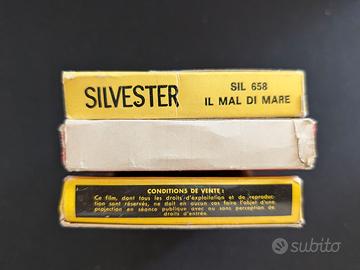 SILVESTER
SIL 658
IL MAL DI MARE
CONDITIONS DE VENTE :
Ce film, dont tous les droits d'exploitation et de reproduc-
tion sont réservés, ne doit en aucun cas faire l'objet d'une
projection en séance publique avec ou sans perception de
droits d'entrée.
subito